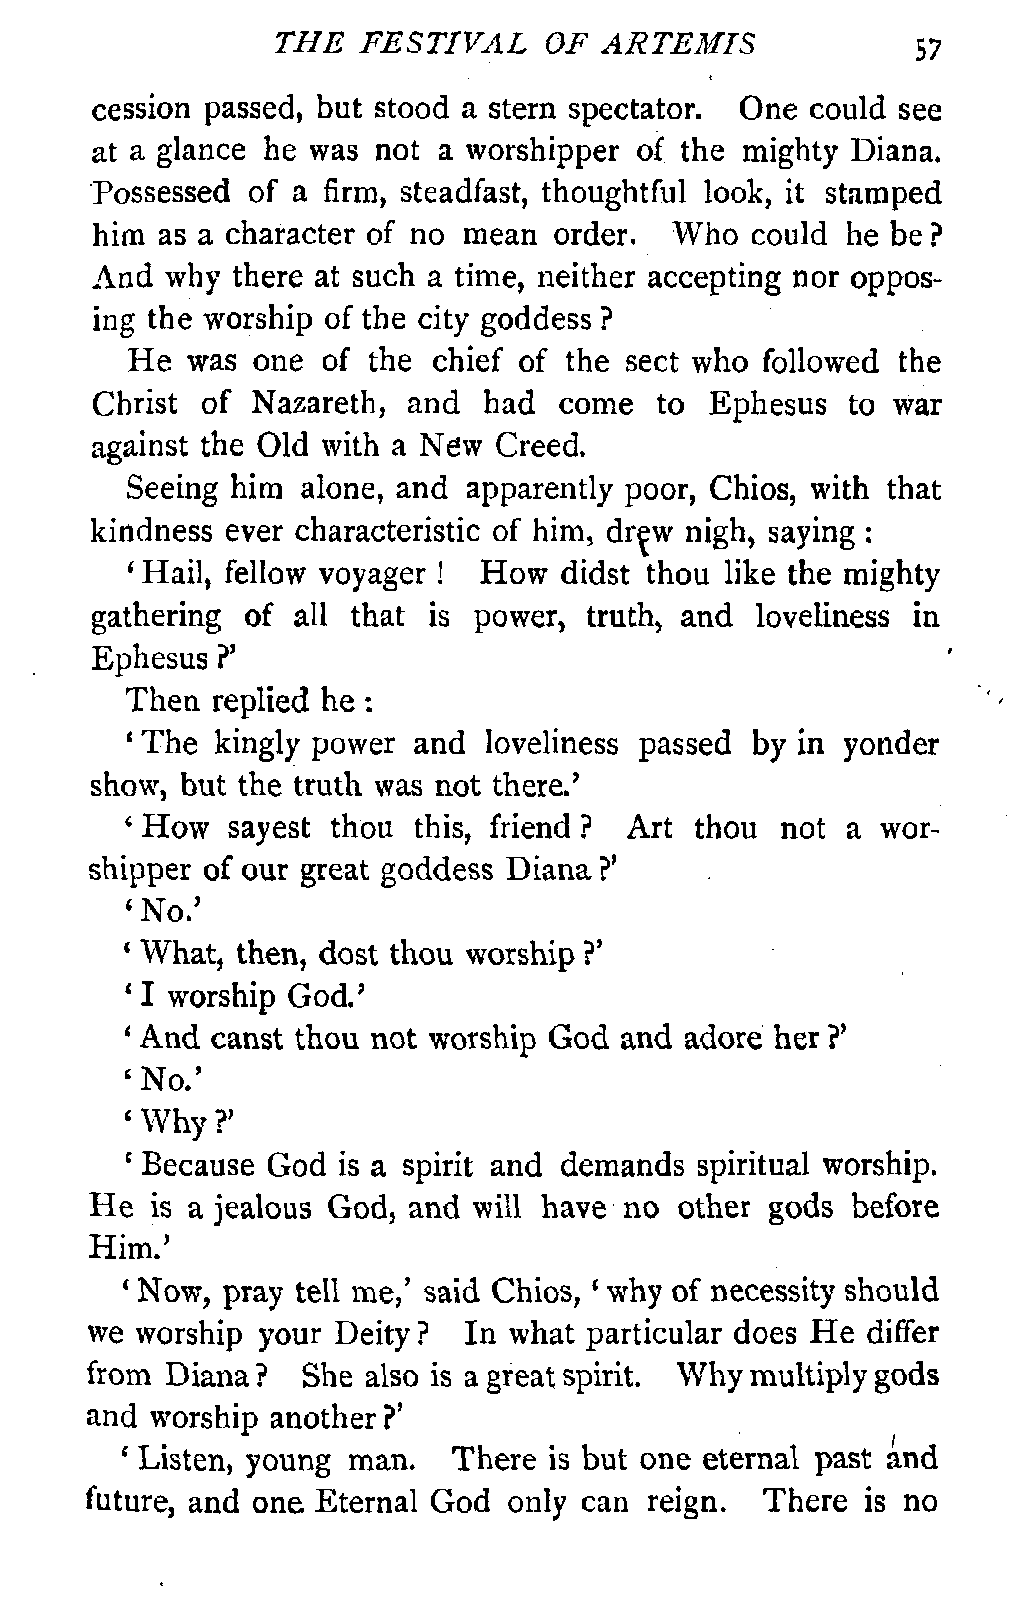 THE FESTIVAL OF ARTEMIS 57
cession passed, but stood a stern spectator. One could see
at a glance he was not a worshipper of the mighty Diana.
Possessed of a firm, steadfast, thoughtful look, it stamped
him as a character of no mean order. Who could he be?
And why there at such a time, neither accepting nor oppos-
ing the worship of the city goddess?
He was one of the chief of the sect who followed the
Christ of Nazareth, and had come to Ephesus to war
against the Old with a New Creed.
Seeing him alone, and apparently poor, Chios, with that
kindness ever characteristic of him, drew nigh, saying:
'Hail, fellow voyager! How didst thou like the mighty
gathering of all that is power, truth, and loveliness in
Ephesus?'
Then replied he:
'The kingly power and loveliness passed by in yonder
show, but the truth was not there.'
'How sayest thou this, friend? Art thou not a wor-
shipper of our great goddess Diana?'
'No.'
'What, then, dost thou worship?'
'I worship God.'
'And canst thou not worship God and adore her?'
'No.'
'Why?'
'Because God is a spirit and demands spiritual worship.
He is a jealous God, and will have no other gods before
Him.'
'Now, pray tell me,' said Chios, 'why of necessity should
we worship your Deity? In what particular does He differ
from Diana? She also is a great spirit. Why multiply gods
and worship another?'
'Listen, young man. There is but one eternal past and
future, and one Eternal God only can reign. There is no